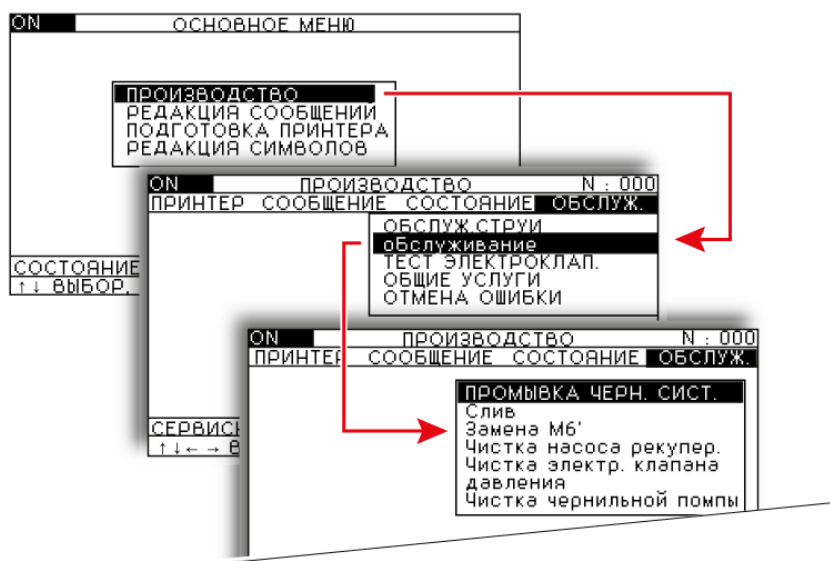 ON ОСНОВНОЕ МЕНЮ
ПРОИЗВОДСТВО
РЕДАКЦИЯ СООБЩЕНИЙ
ПОДГОТОВКА ПРИНТЕРА
РЕДАКЦИЯ СИМВОЛОВ
СОСТОЯНИЕ
↑↓ ВЫБОР.
ON ПРОИЗВОДСТВО N : 000
ПРИНТЕР СООБЩЕНИЕ СОСТОЯНИЕ ОБСЛУЖ.
ОБСЛУЖ.СТРУИ
оБслуживание
ТЕСТ ЭЛЕКТРОКЛАП.
ОБЩИЕ УСЛУГИ
ОТМЕНА ОШИБКИ
↑↓←→
ON ПРОИЗВОДСТВО N : 000
ПРИНТЕР СООБЩЕНИЕ СОСТОЯНИЕ ОБСЛУЖ.
ПРОМЫВКА ЧЕРН. СИСТ.
Слив
Замена М6'
Чистка насоса рекупер.
Чистка электр. клапана
давления
Чистка чернильной помпы